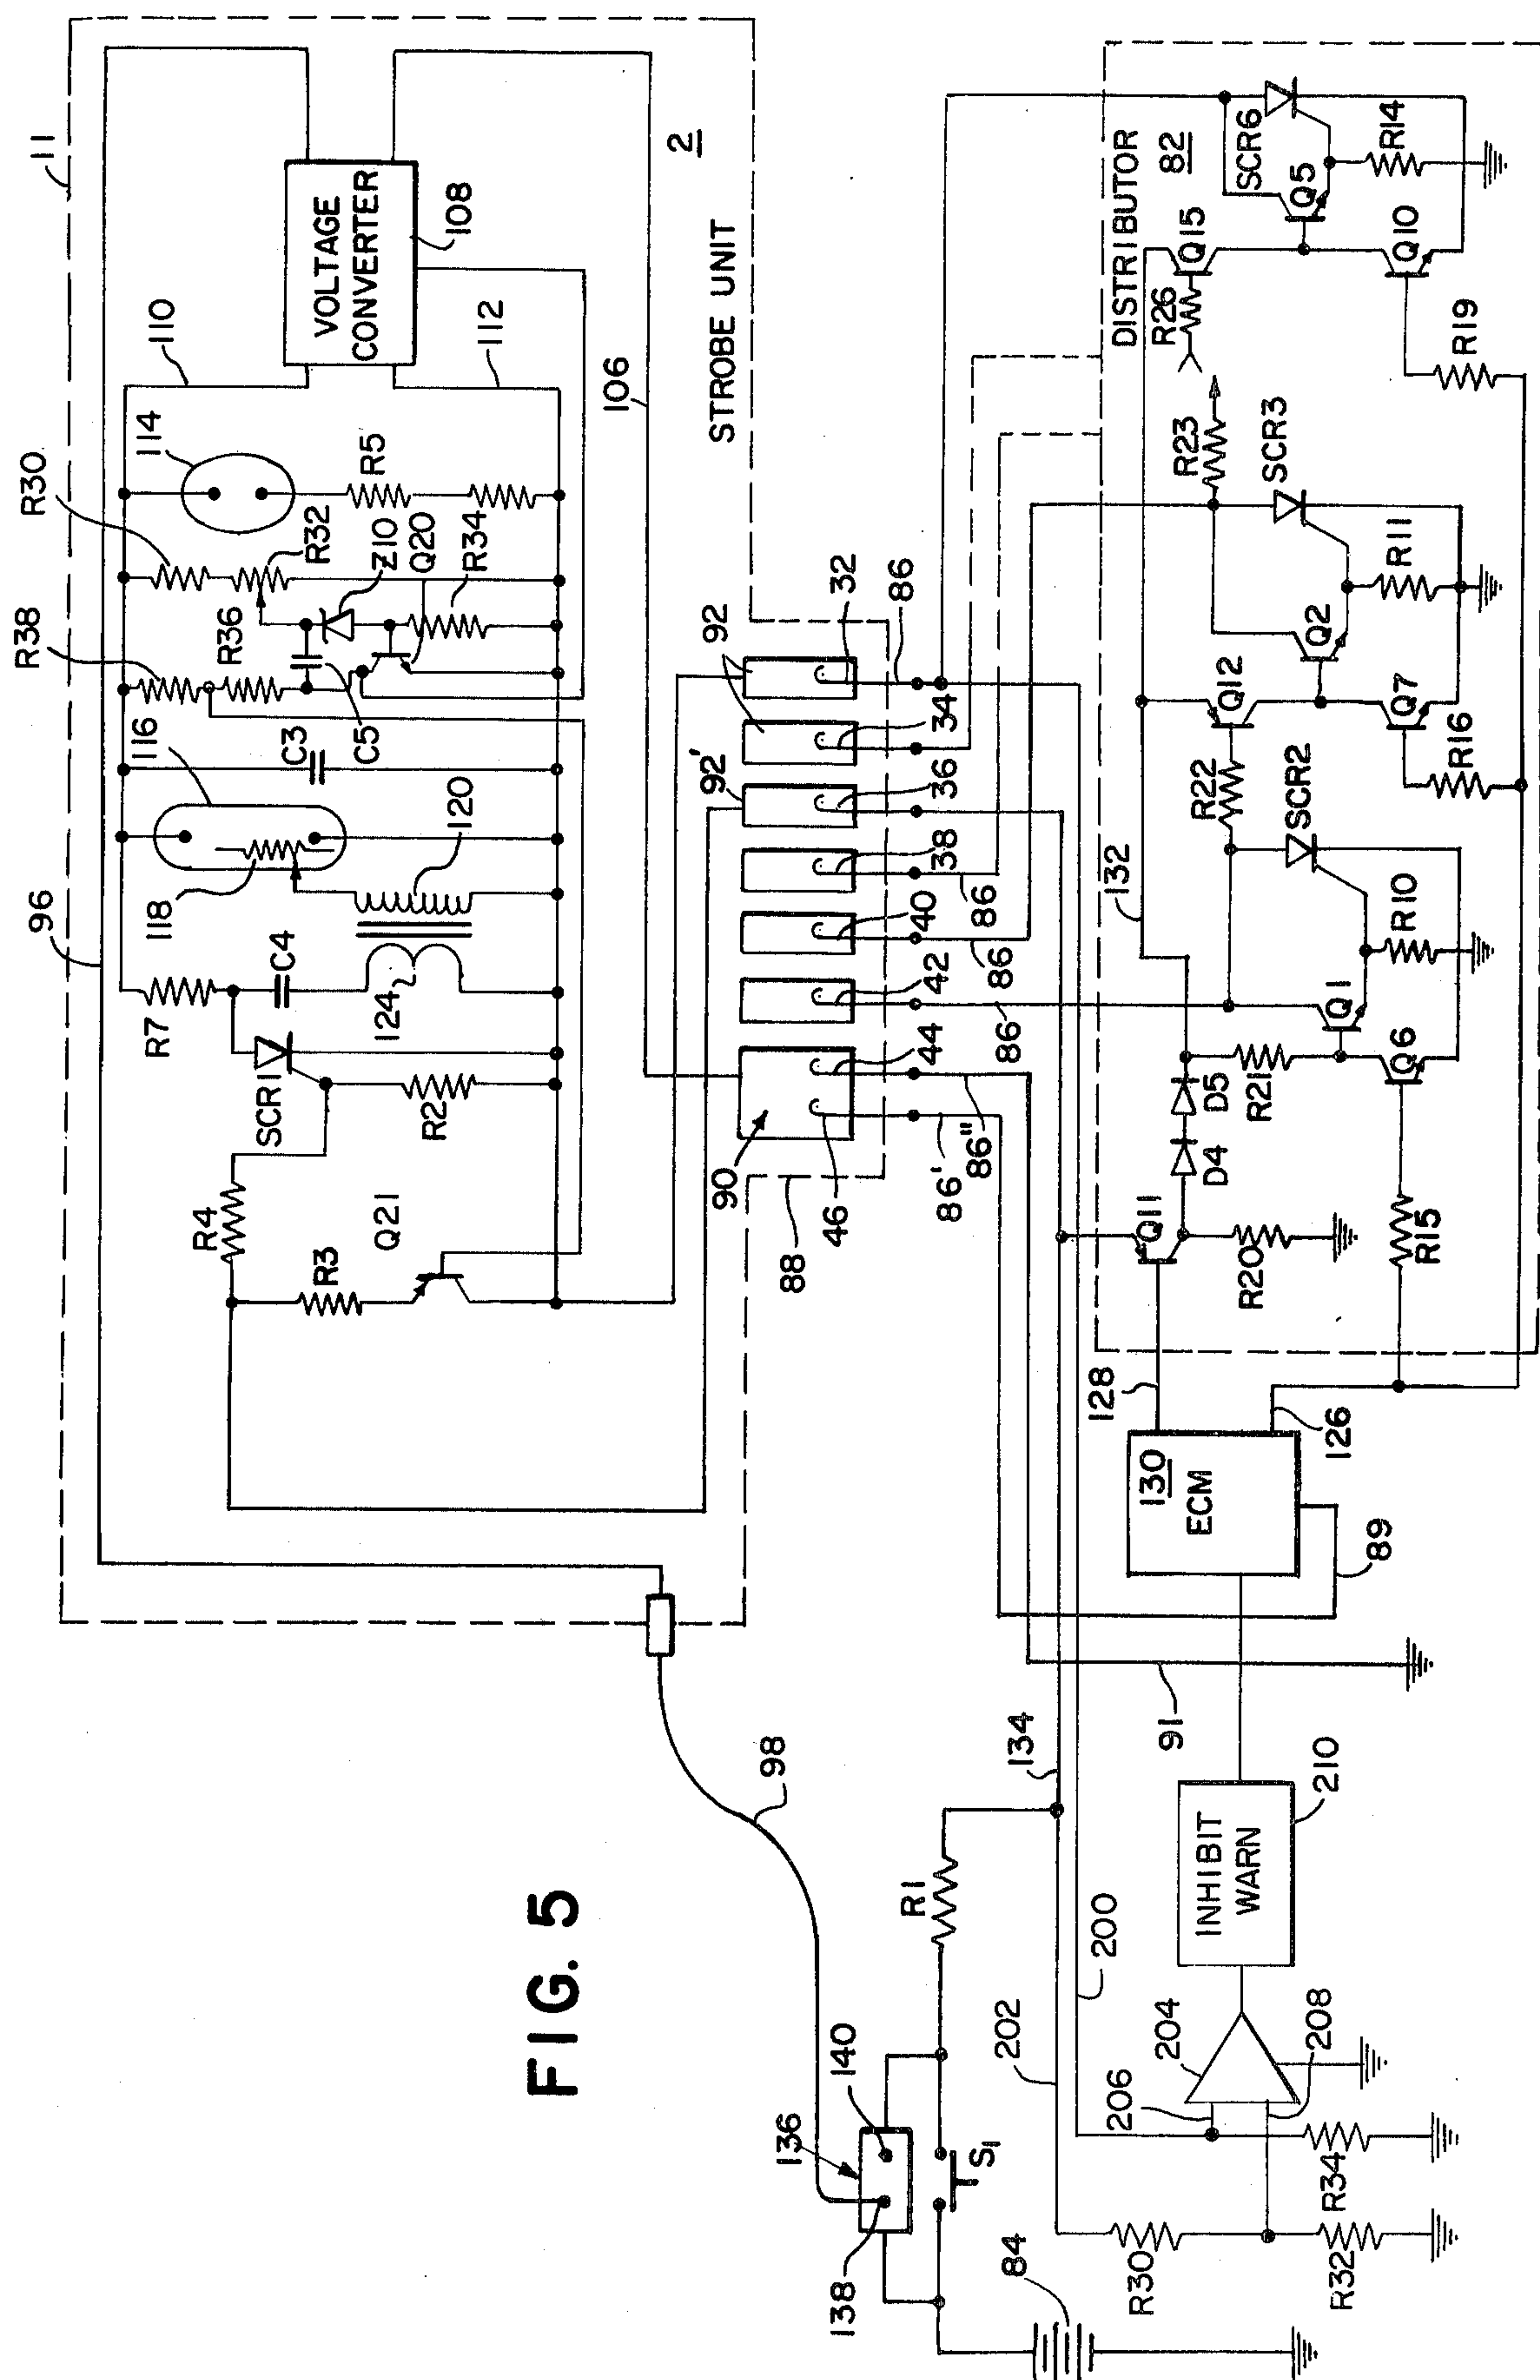 FIG. 5
11
96
R38
R30
110
116
114
118
R7
C4
C3
R36
R32
R5
VOLTAGE
CONVERTER
108
SCR1
124
120
C5
Z10
Q20
R34
112
R4
R2
R3
Q21
106
2
STROBE UNIT
90
92'
92
88
46
44
42
40
38
36
34
32
86'
86"
86
86
86
86
98
136
138
140
S1
R1
84
134
202
200
91
89
128
130
ECM
126
INHIBIT
WARN
210
204
206
208
R30
R32
R34
DISTRIBUTOR
82
132
Q11
D4
D5
R20
R21
R15
Q1
Q6
R10
SCR2
R22
Q12
Q2
Q7
R16
R11
SCR3
R23
R26
Q15
Q5
Q10
R19
SCR6
R14